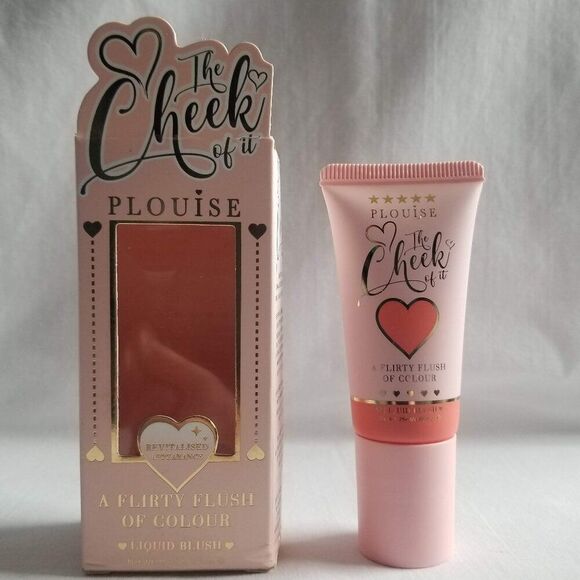 The
Cheek
of it
PLOUiSE
REVITALISED
APPEARANCE
A FLIRTY FLUSH
OF COLOUR
LIQUID BLUSH
PLOUiSE
The
Cheek
of it
A FLIRTY FLUSH
OF COLOUR